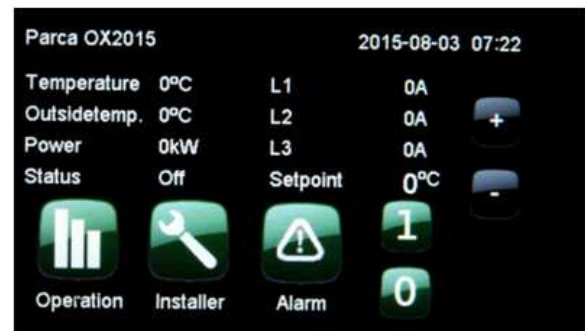 Parca OX2015 2015-08-03 07:22
Temperature 0ºC L1 0A
Outsidetemp. 0ºC L2 0A +
Power 0kW L3 0A
Status Off Setpoint 0ºC -
1
Operation Installer Alarm 0